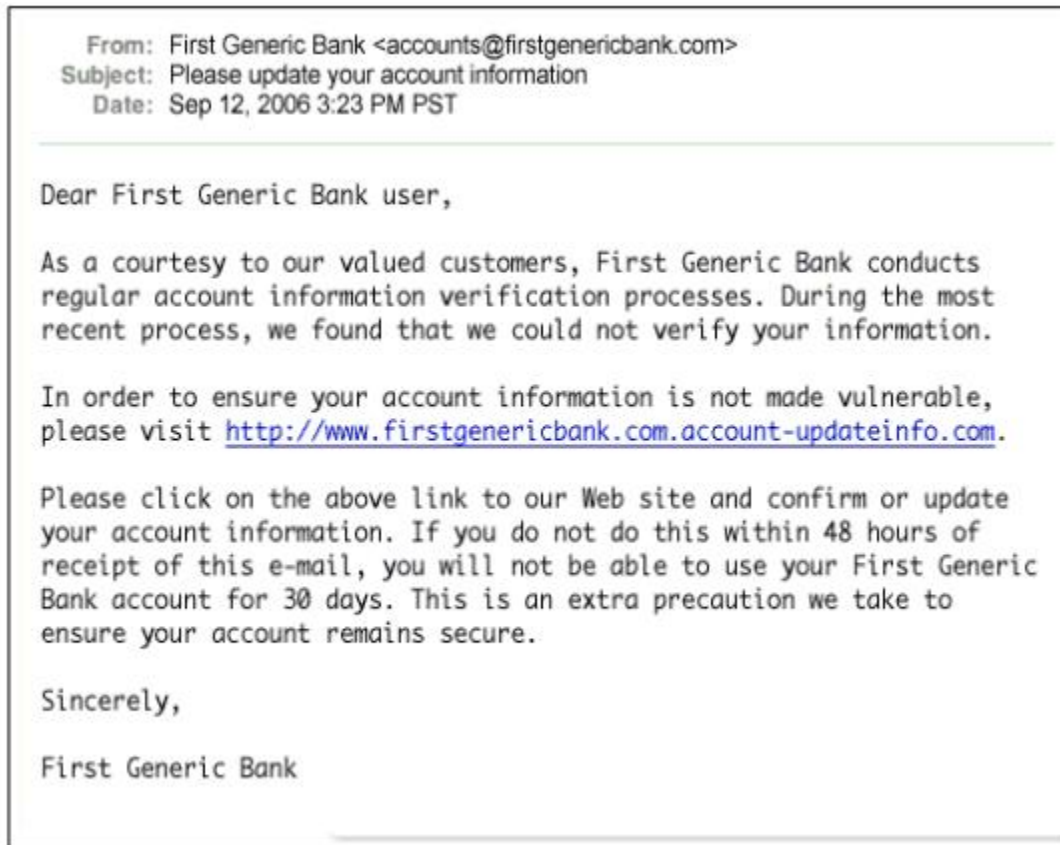 From: First Generic Bank <accounts@firstgenericbank.com>
Subject: Please update your account information
Date: Sep 12, 2006 3:23 PM PST
Dear First Generic Bank user,
As a courtesy to our valued customers, First Generic Bank conducts
regular account information verification processes. During the most
recent process, we found that we could not verify your information.
In order to ensure your account information is not made vulnerable,
please visit http://www.firstgenericbank.com.account-updateinfo.com.
Please click on the above link to our Web site and confirm or update
your account information. If you do not do this within 48 hours of
receipt of this e-mail, you will not be able to use your First Generic
Bank account for 30 days. This is an extra precaution we take to
ensure your account remains secure.
Sincerely,
First Generic Bank